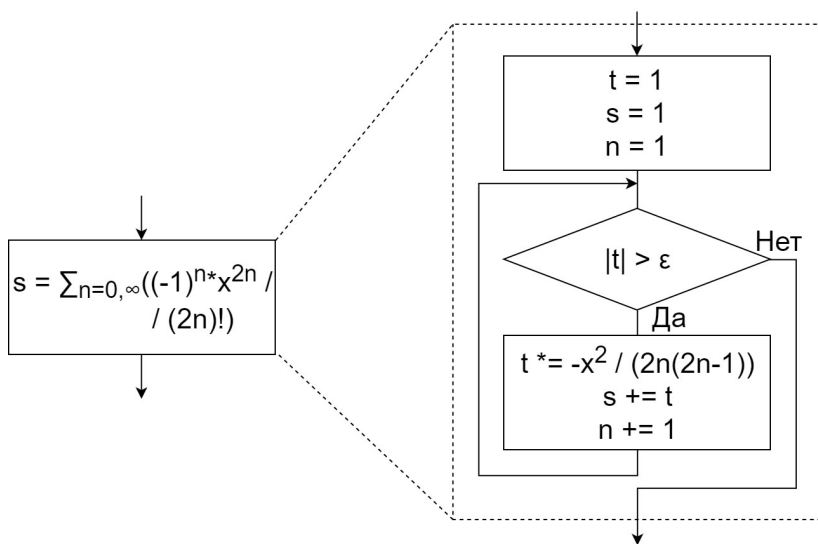 s = ∑n=0,∞((-1)ⁿ*x²ⁿ /
/ (2n)!)
t = 1
s = 1
n = 1
|t| > ε
Нет
Да
t *= -x² / (2n(2n-1))
s += t
n += 1